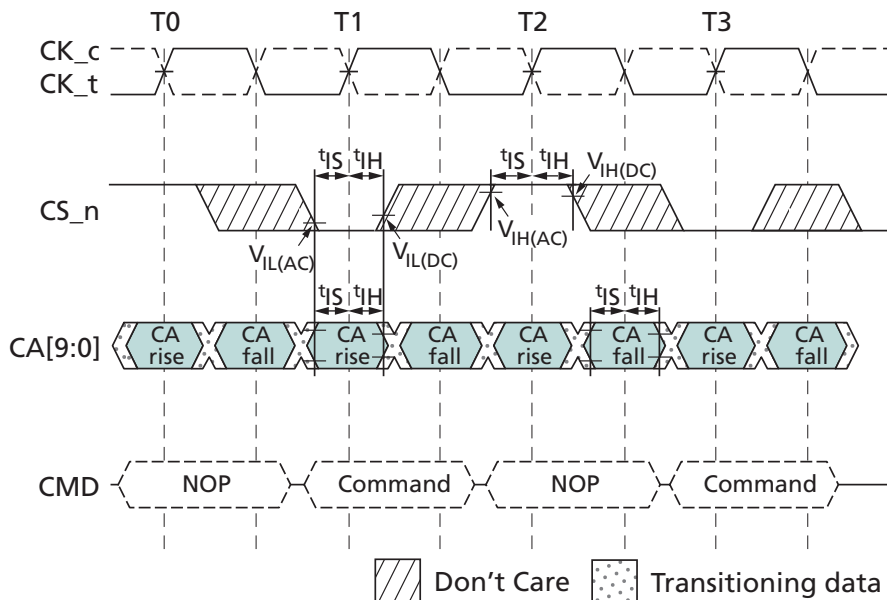 T0 T1 T2 T3
CK_c
CK_t
tIS tIH tIS tIH VIH(DC)
CS_n
VIL(AC) VIL(DC) VIH(AC)
tIS tIH tIS tIH
CA[9:0]
CA rise CA fall CA rise CA fall CA rise CA fall CA rise CA fall
CMD NOP Command NOP Command
Don't Care Transitioning data